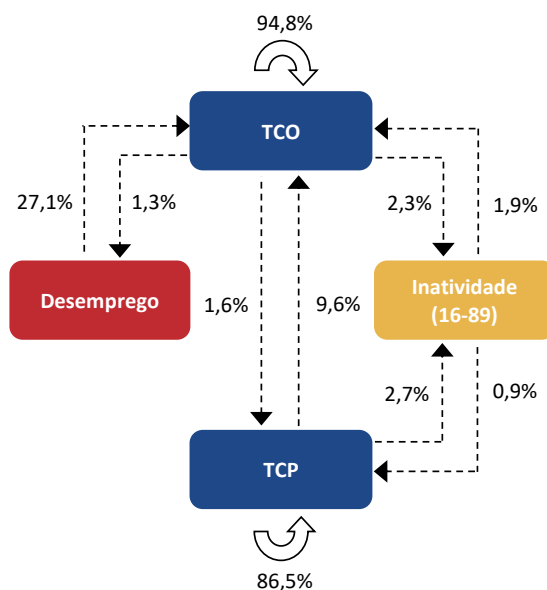 94,8%
TCO
27,1%
1,3%
2,3%
1,9%
Desemprego
1,6%
9,6%
Inatividade
(16-89)
2,7%
0,9%
TCP
86,5%